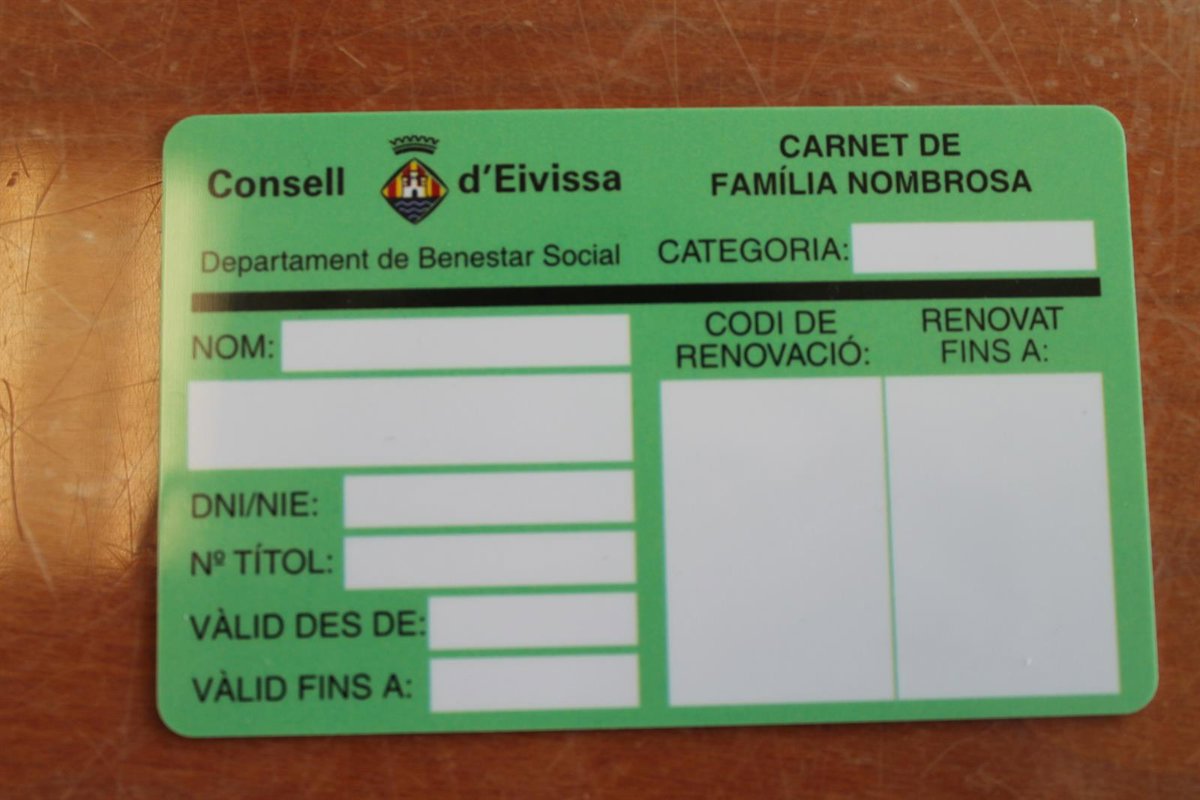 Consell d'Eivissa
Departament de Benestar Social
CARNET DE
FAMÍLIA NOMBROSA
CATEGORIA:
NOM:
DNI/NIE:
Nº TÍTOL:
VÀLID DES DE:
VÀLID FINS A:
CODI DE
RENOVACIÓ:
RENOVAT
FINS A: